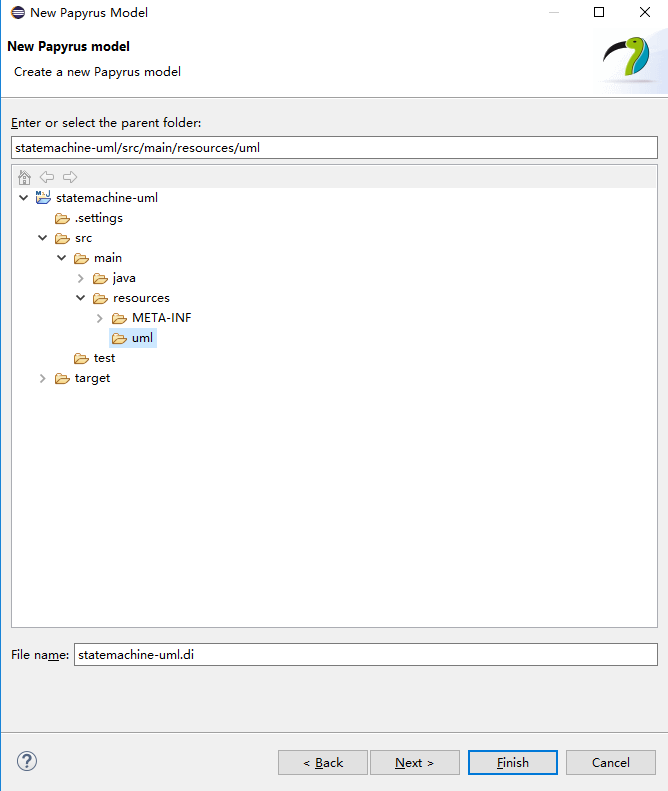 New Papyrus Model
New Papyrus model
Create a new Papyrus model
Enter or select the parent folder:
statemachine-uml/src/main/resources/uml
statemachine-uml
.settings
src
main
java
resources
META-INF
uml
test
target
File name: statemachine-uml.di
< Back Next > Finish Cancel